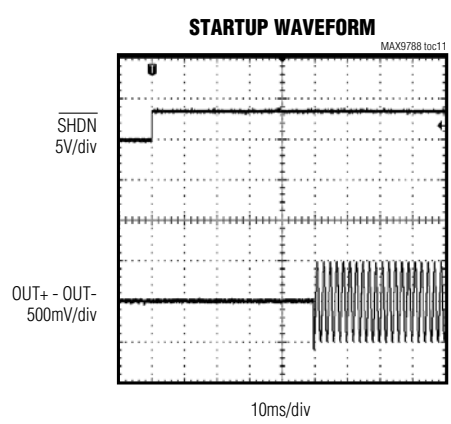 STARTUP WAVEFORM
MAX9788 toc11
T
SHDN
5V/div
OUT+ - OUT-
500mV/div
10ms/div